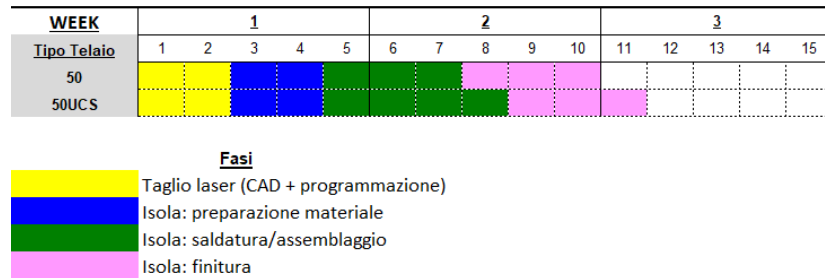 WEEK 1 2 3
Tipo Telaio 1 2 3 4 5 6 7 8 9 10 11 12 13 14 15
50
50UCS
Fasi
Taglio laser (CAD + programmazione)
Isola: preparazione materiale
Isola: saldatura/assemblaggio
Isola: finitura